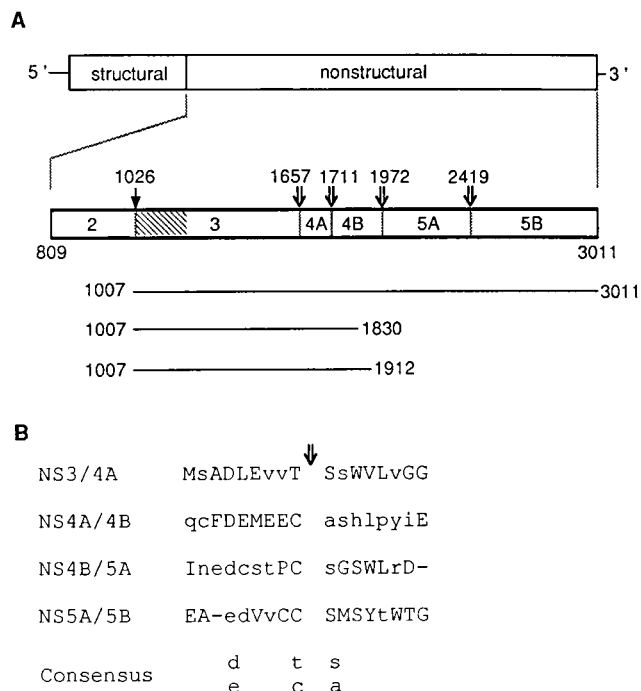 A
5' structural nonstructural 3'
1026 1657 1711 1972 2419
2 3 4A 4B 5A 5B
809 3011
1007 3011
1007 1830
1007 1912
B
NS3/4A MsADLEvvT SsWVLvGG
NS4A/4B qcFDEMEEC ashlpyiE
NS4B/5A InedcstPC sGSWLrD-
NS5A/5B EA-edVvCC SMSYtWTG
d t s
Consensus
e c a